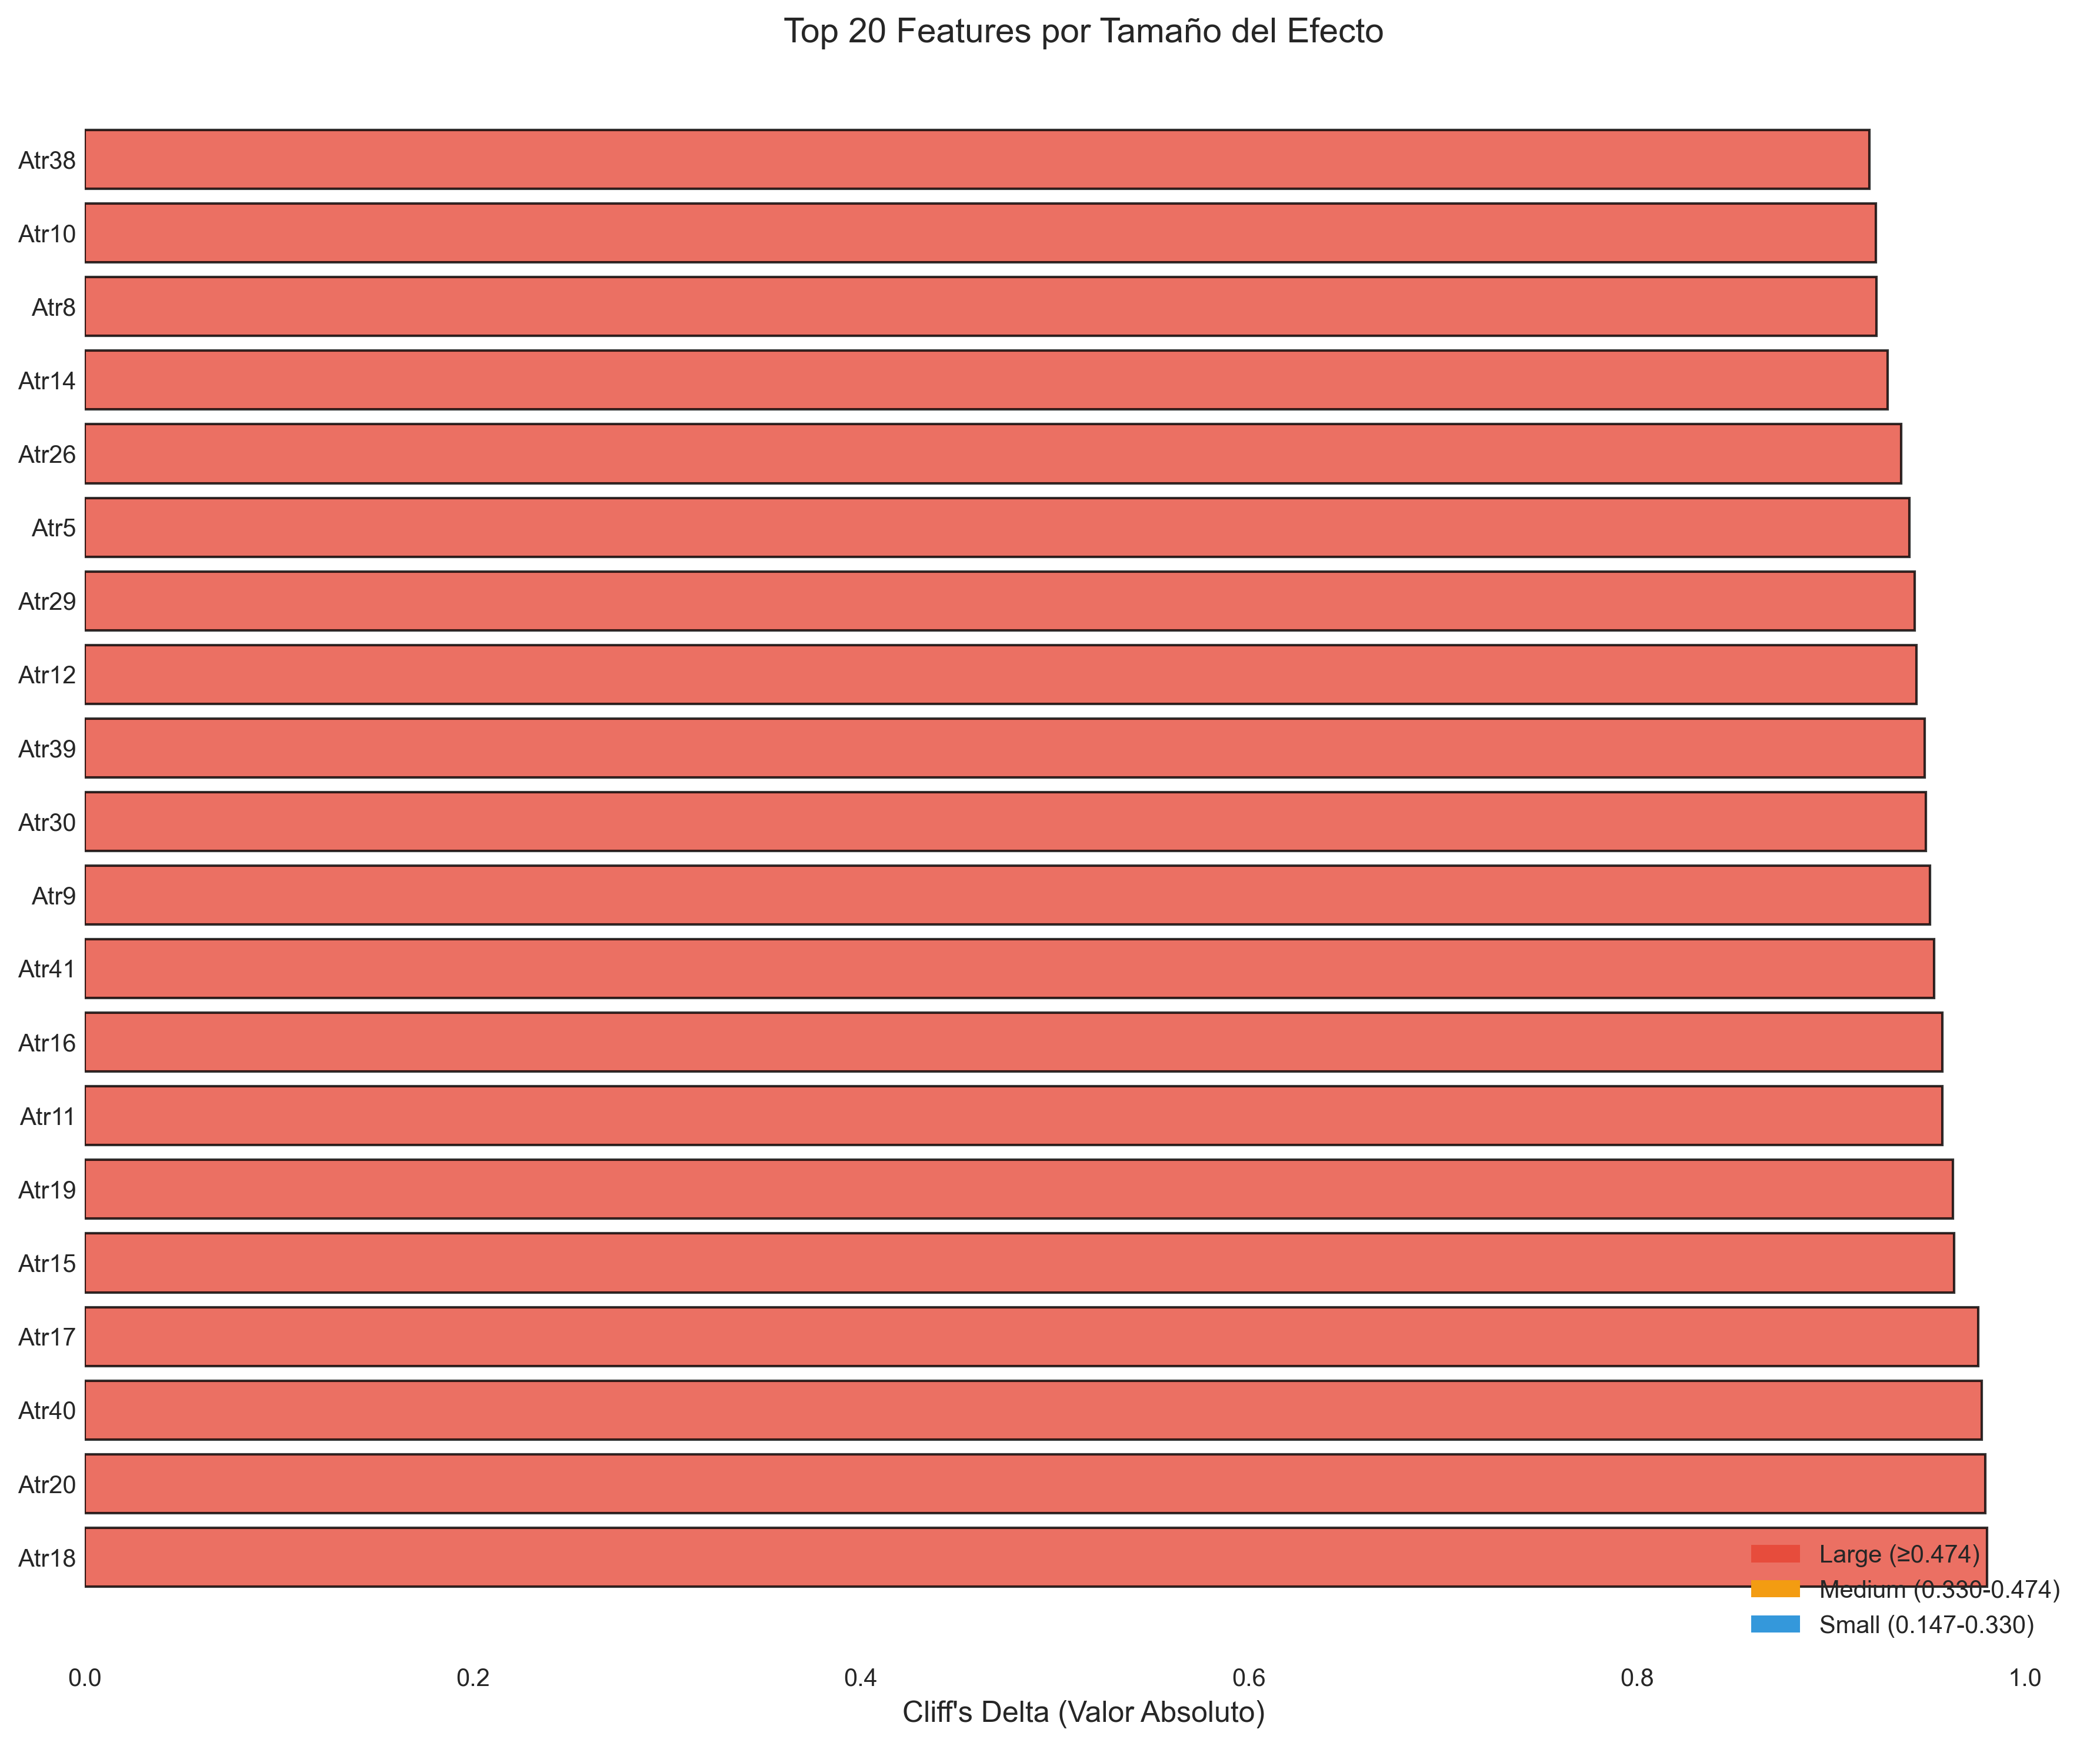 Top 20 Features por Tamaño del Efecto
Atr38
Atr10
Atr8
Atr14
Atr26
Atr5
Atr29
Atr12
Atr39
Atr30
Atr9
Atr41
Atr16
Atr11
Atr19
Atr15
Atr17
Atr40
Atr20
Atr18
Large (≥0.474)
Medium (0.330-0.474)
Small (0.147-0.330)
0.0 0.2 0.4 0.6 0.8 1.0
Cliff's Delta (Valor Absoluto)